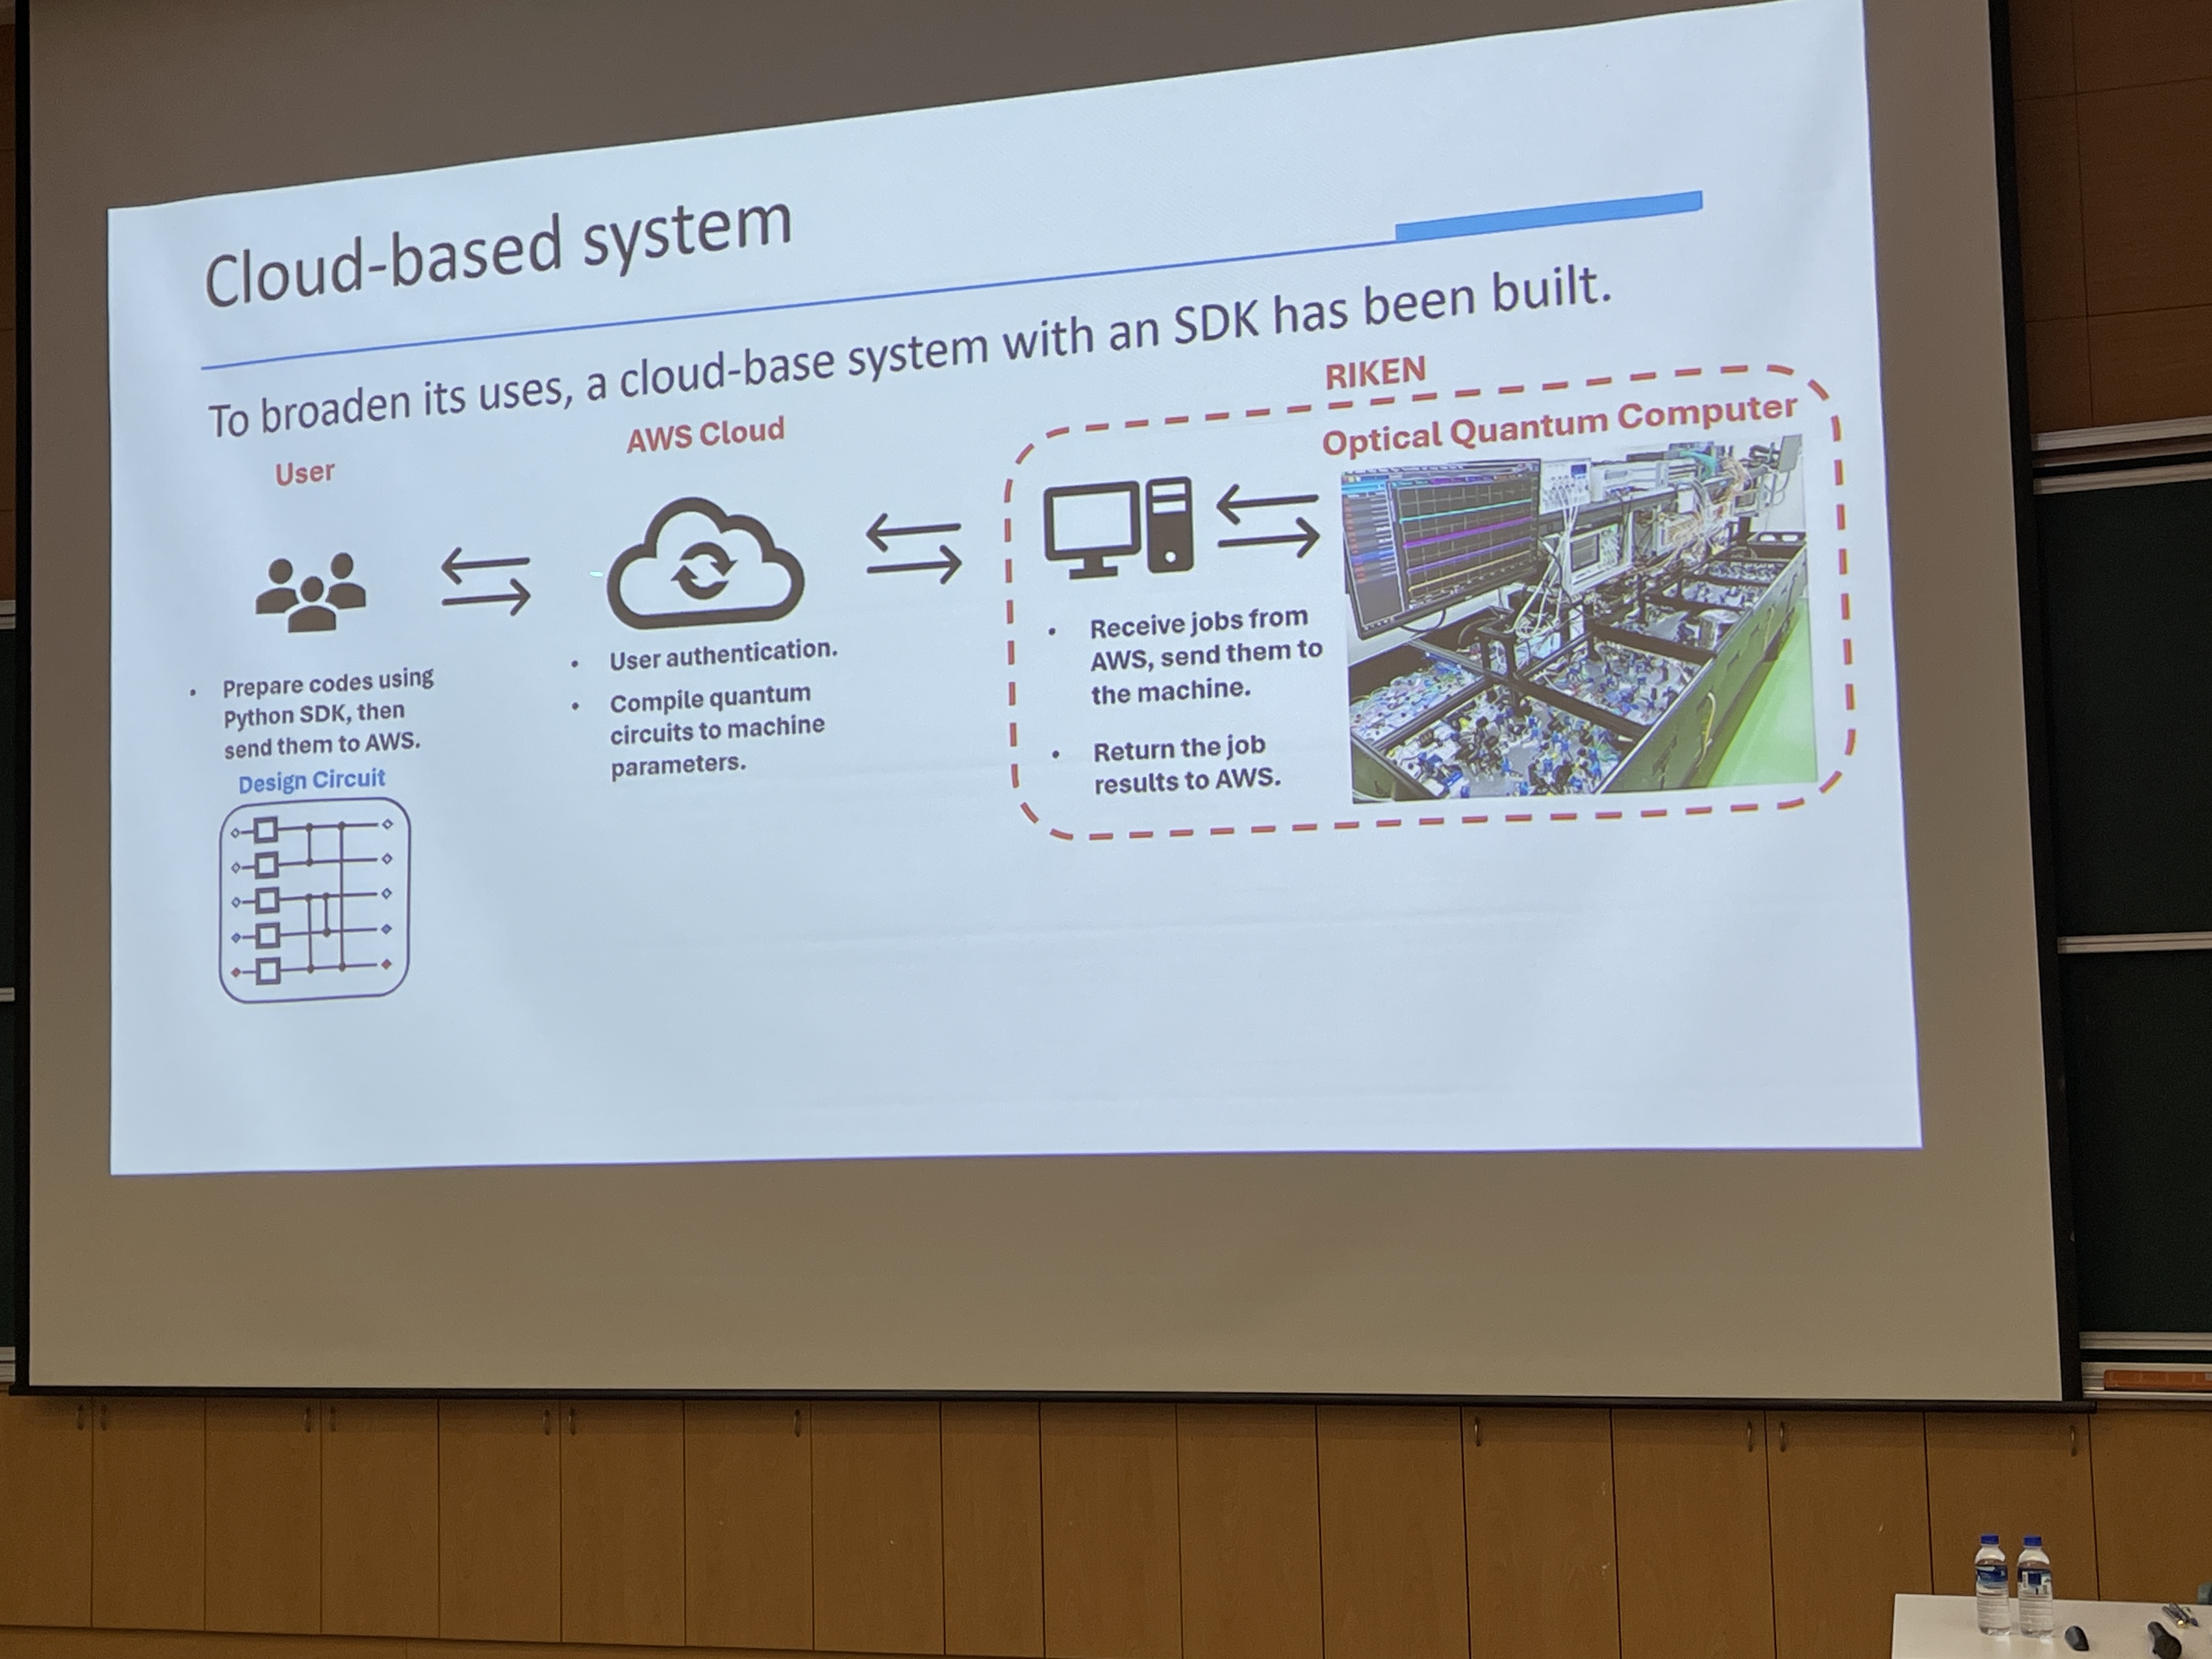 Cloud-based system
To broaden its uses, a cloud-base system with an SDK has been built.
User
AWS Cloud
RIKEN
Optical Quantum Computer
• Prepare codes using
Python SDK, then
send them to AWS.
Design Circuit
• User authentication.
• Compile quantum
circuits to machine
parameters.
• Receive jobs from
AWS, send them to
the machine.
• Return the job
results to AWS.